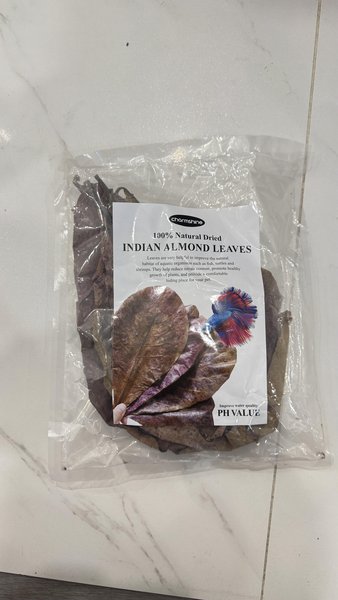 charmshine
100% Natural Dried
INDIAN ALMOND LEAVES
Leaves are very helpful to improve the natural
habitat of aquatic organisms such as fish, turtles and
shrimps. They help reduce nitrate content, promote healthy
growth of plants, and provide a comfortable
hiding place for your pet.
Improve water quality
PH VALUE